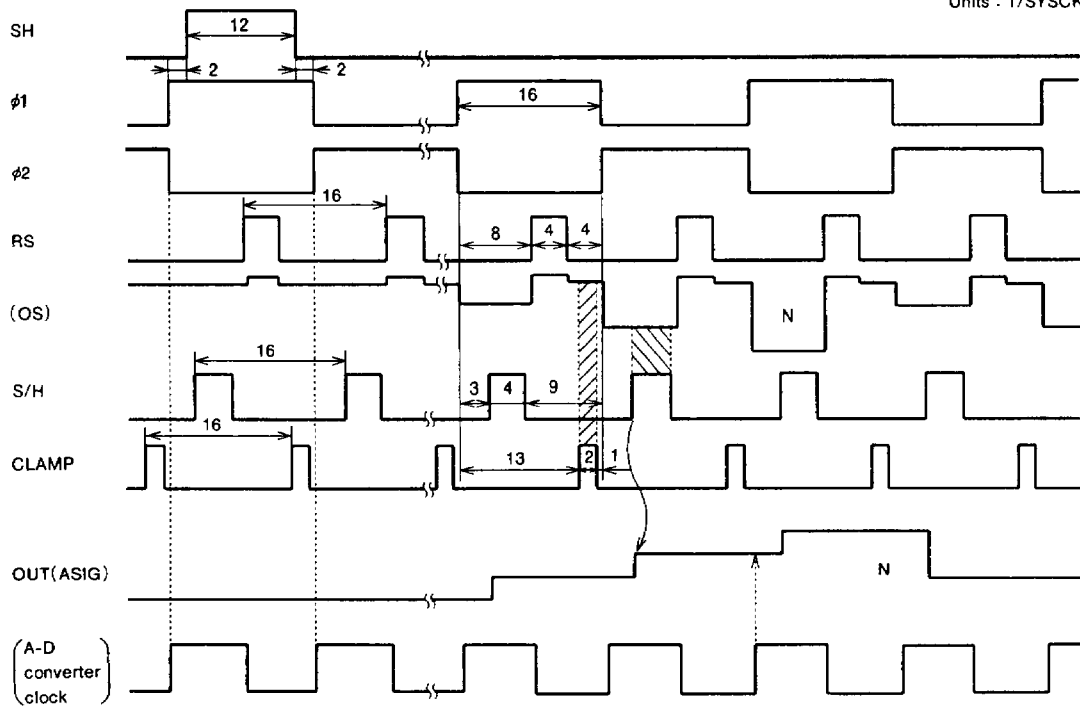 Units : 1/SYSCK
SH
12
2
2
φ1
16
φ2
16
RS
8
4
4
(OS)
N
16
S/H
3
4
9
16
CLAMP
13
2
1
OUT(ASIG)
N
A-D
converter
clock